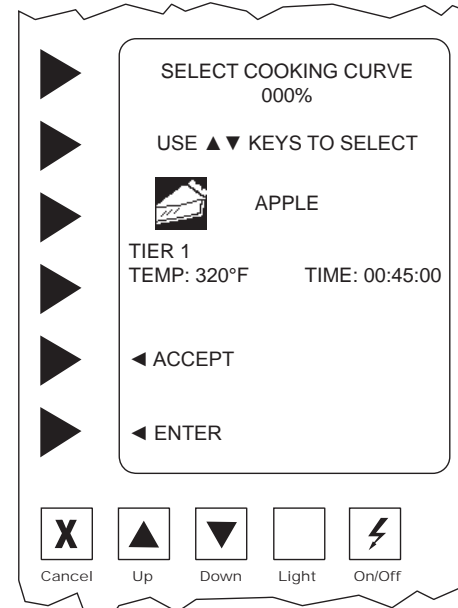 SELECT COOKING CURVE
000%
USE ▲▼ KEYS TO SELECT
APPLE
TIER 1
TEMP: 320°F TIME: 00:45:00
◄ ACCEPT
◄ ENTER
X
Cancel Up Down Light On/Off